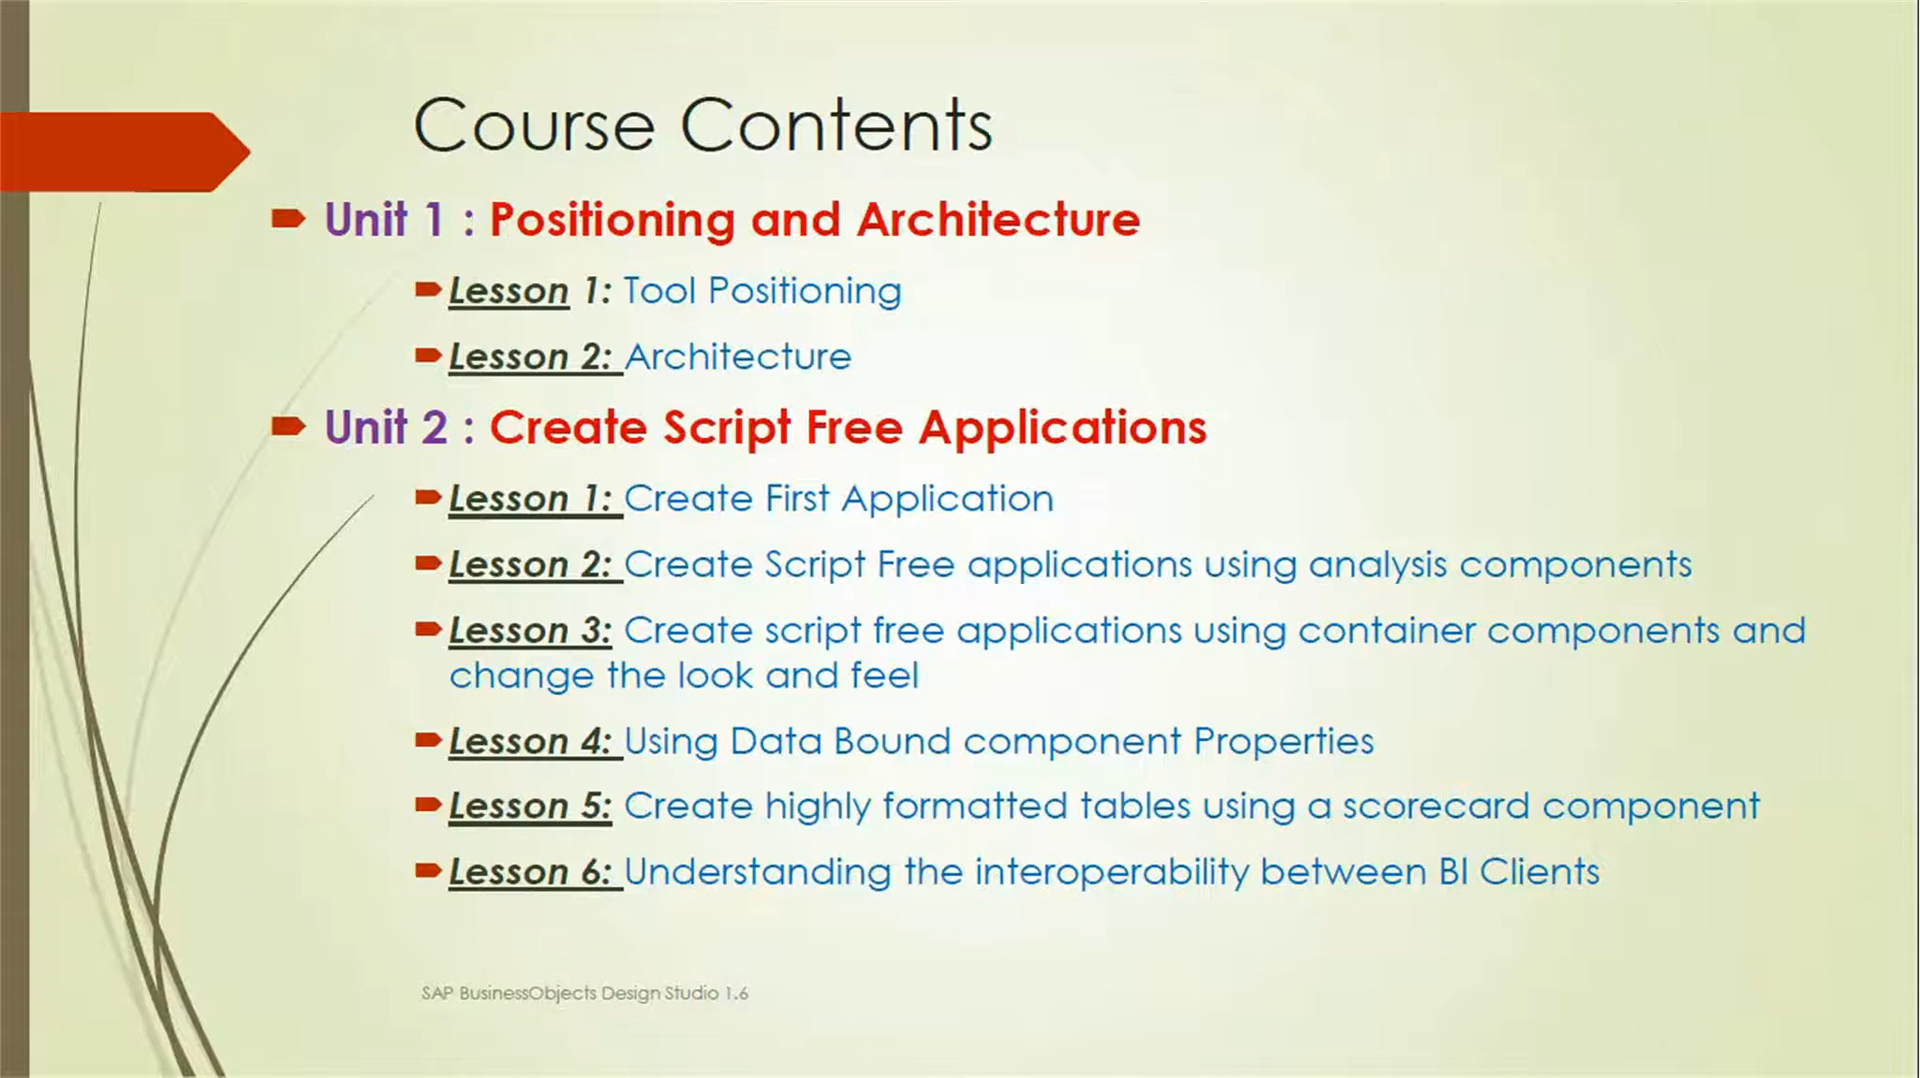 Course Contents
Unit 1 : Positioning and Architecture
Lesson 1: Tool Positioning
Lesson 2: Architecture
Unit 2 : Create Script Free Applications
Lesson 1: Create First Application
Lesson 2: Create Script Free applications using analysis components
Lesson 3: Create script free applications using container components and
change the look and feel
Lesson 4: Using Data Bound component Properties
Lesson 5: Create highly formatted tables using a scorecard component
Lesson 6: Understanding the interoperability between BI Clients
SAP BusinessObjects Design Studio 1.6